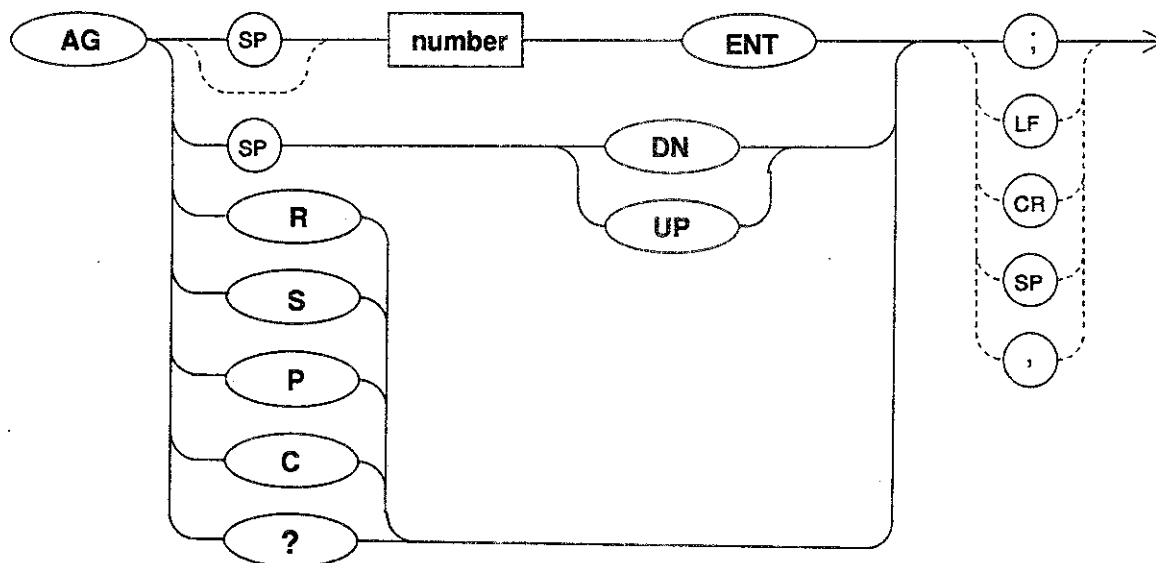 AG SP number ENT ;
LF
SP DN
UP
CR
R
S
SP
P
,
C
?